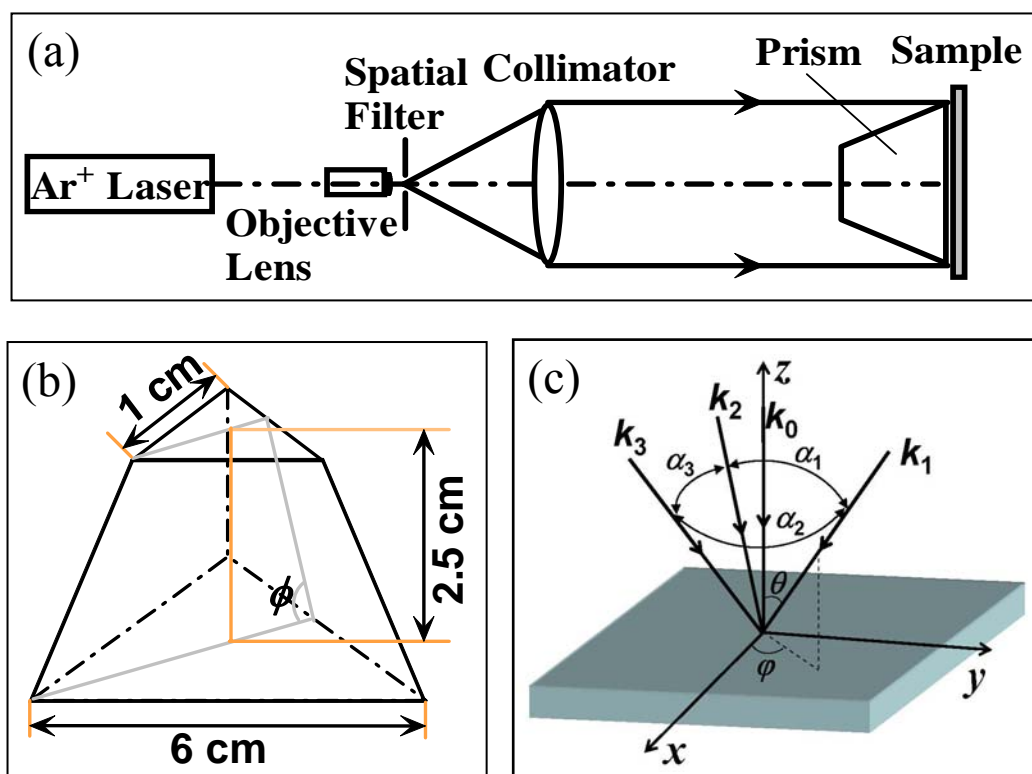 (a)
Spatial Collimator
Filter
Prism Sample
Ar⁺ Laser
Objective
Lens
(b)
1 cm
2.5 cm
ϕ
6 cm
(c)
z
k₂
k₀
k₃
k₁
α₃
α₁
α₂
θ
φ
y
x